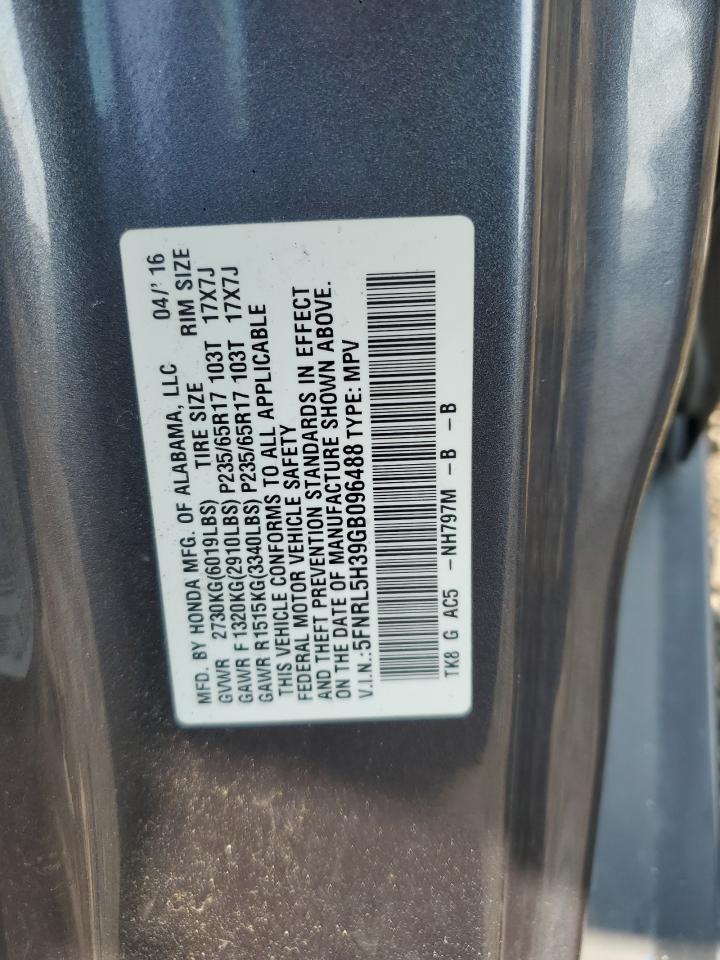 MFD. BY HONDA MFG. OF ALABAMA, LLC 04/'16
GVWR 2730KG(6019LBS) TIRE SIZE RIM SIZE
GAWR F 1320KG(2910LBS) P235/65R17 103T 17X7J
GAWR R1515KG(3340LBS) P235/65R17 103T 17X7J
THIS VEHICLE CONFORMS TO ALL APPLICABLE
FEDERAL MOTOR VEHICLE SAFETY
AND THEFT PREVENTION STANDARDS IN EFFECT
ON THE DATE OF MANUFACTURE SHOWN ABOVE.
V.I.N.:5FNRL5H39GB096488 TYPE: MPV
TK8 G AC5 -NH797M -B -B